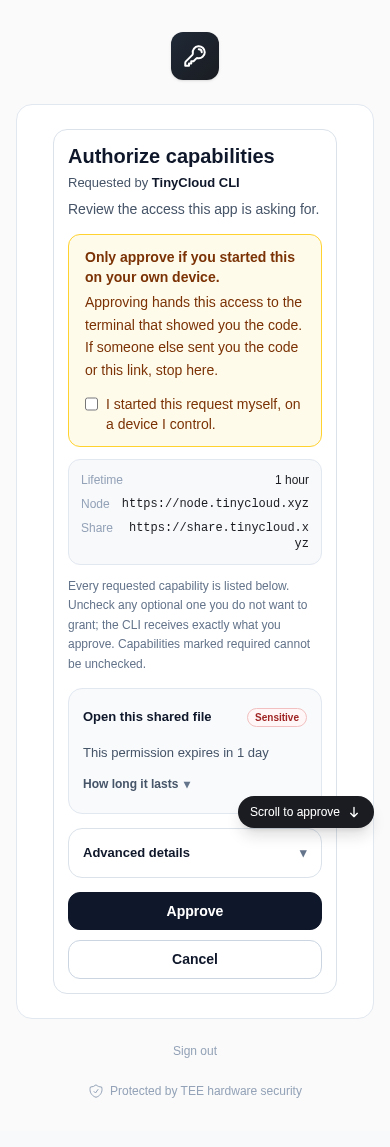 Authorize capabilities
Requested by TinyCloud CLI
Review the access this app is asking for.
Only approve if you started this
on your own device.
Approving hands this access to the
terminal that showed you the code.
If someone else sent you the code
or this link, stop here.
I started this request myself, on
a device I control.
Lifetime 1 hour
Node https://node.tinycloud.xyz
Share https://share.tinycloud.x
yz
Every requested capability is listed below.
Uncheck any optional one you do not want to
grant; the CLI receives exactly what you
approve. Capabilities marked required cannot
be unchecked.
Open this shared file Sensitive
This permission expires in 1 day
How long it lasts ▼
Scroll to approve ↓
Advanced details ▼
Approve
Cancel
Sign out
Protected by TEE hardware security